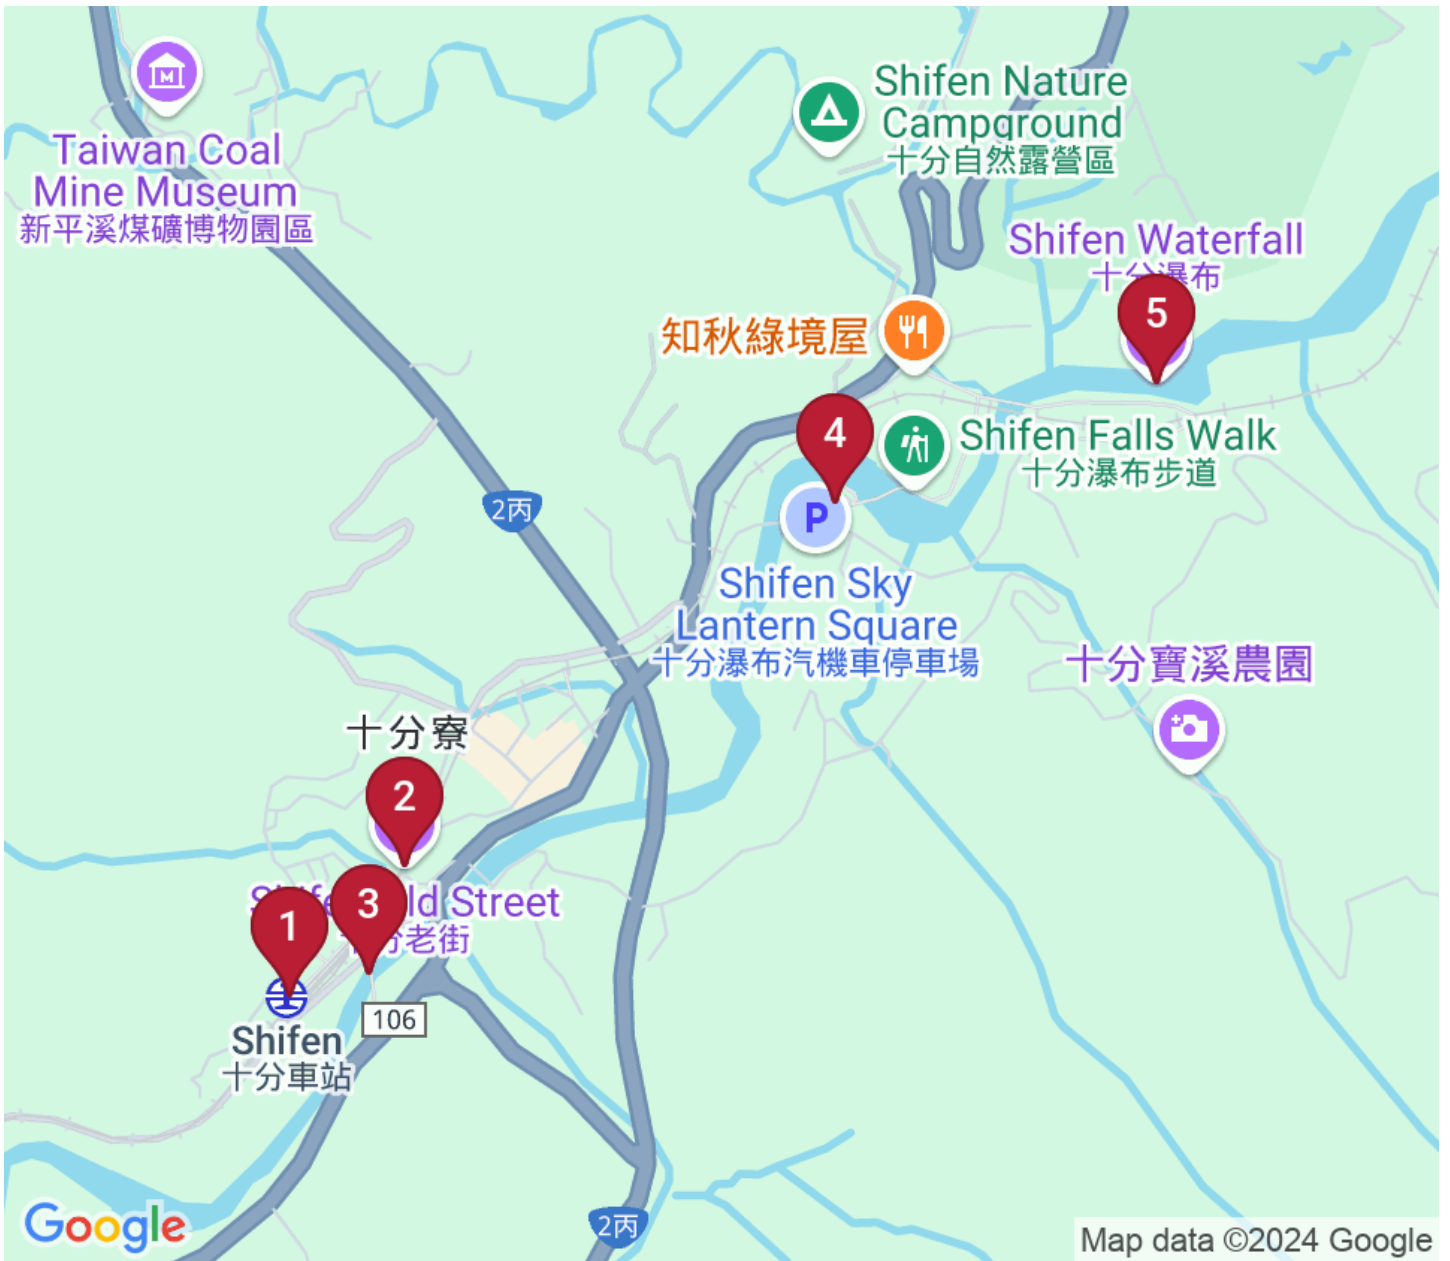 Taiwan Coal
Mine Museum
新平溪煤礦博物園區
Shifen Nature
Campground
十分自然露營區
Shifen Waterfall
十分瀑布
5
知秋綠境屋
4
Shifen Falls Walk
十分瀑布步道
2丙
P
Shifen Sky
Lantern Square
十分瀑布汽機車停車場
十分寶溪農園
十分寮
2
3
1
ld Street
老街
106
Shifen
十分車站
2丙
Google
Map data ©2024 Google